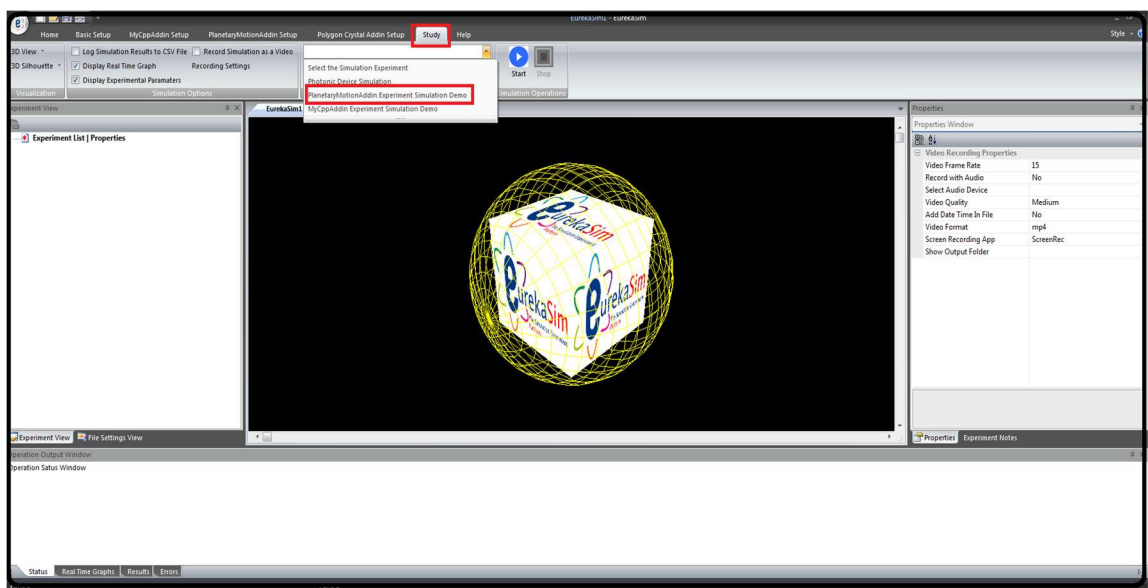 EurekaSim1 - EurekaSim
Home Basic Setup MyCppAddin Setup PlanetaryMotionAddin Setup Polygon Crystal Addin Setup Study Help Style
3D View Log Simulation Results to CSV File Record Simulation as a Video
3D Silhouette Display Real Time Graph Recording Settings
Display Experimental Paramaters
Visualization Simulation Options
Select the Simulation Experiment
Photonic Device Simulation
PlanetaryMotionAddin Experiment Simulation Demo
MyCppAddin Experiment Simulation Demo
Start Stop
Simulation Operations
Experiment View
EurekaSim1
Experiment List | Properties
eurekaSim
eurekaSim
eurekaSim
Properties
Properties Window
Video Recording Properties
Video Frame Rate 15
Record with Audio No
Select Audio Device
Video Quality Medium
Add Date Time In File No
Video Format mp4
Screen Recording App ScreenRec
Show Output Folder
Experiment View File Settings View
Properties Experiment Notes
Operation Output Window
Operation Satus Window
Status Real Time Graphs Results Errors